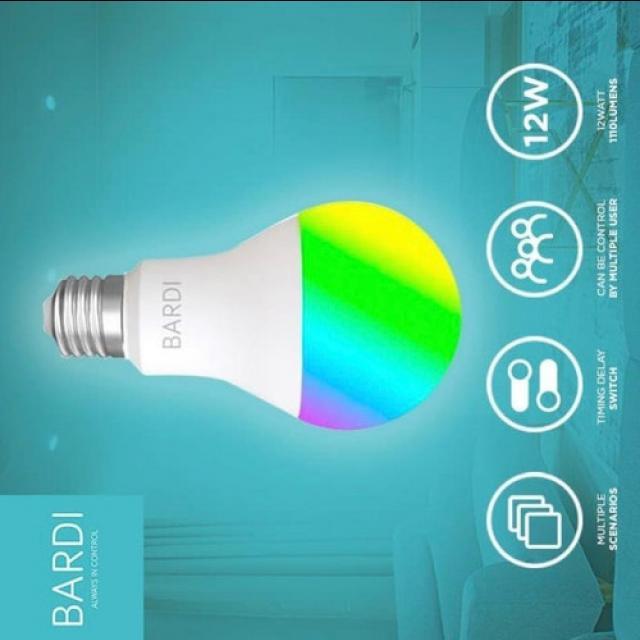 BARDI
ALWAYS IN CONTROL
BARDI
MULTIPLE
SCENARIOS
TIMING DELAY
SWITCH
CAN BE CONTROL
BY MULTIPLE USER
12W
12WATT
1110LUMENS